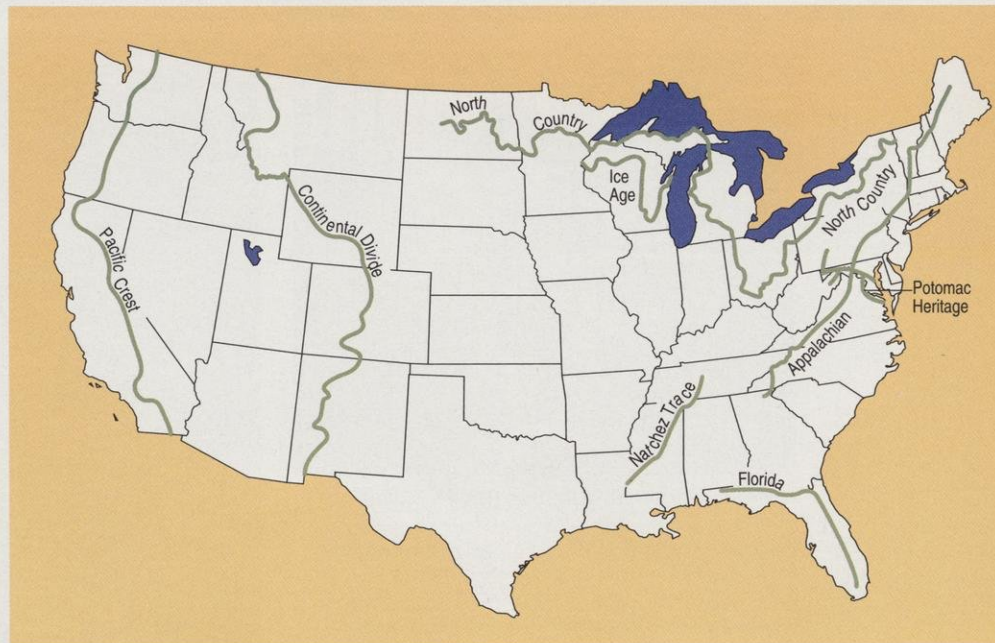 North
Country
Ice
Age
North Country
Continental Divide
Pacific Crest
Potomac
Heritage
Appalachian
Natchez Trace
Florida